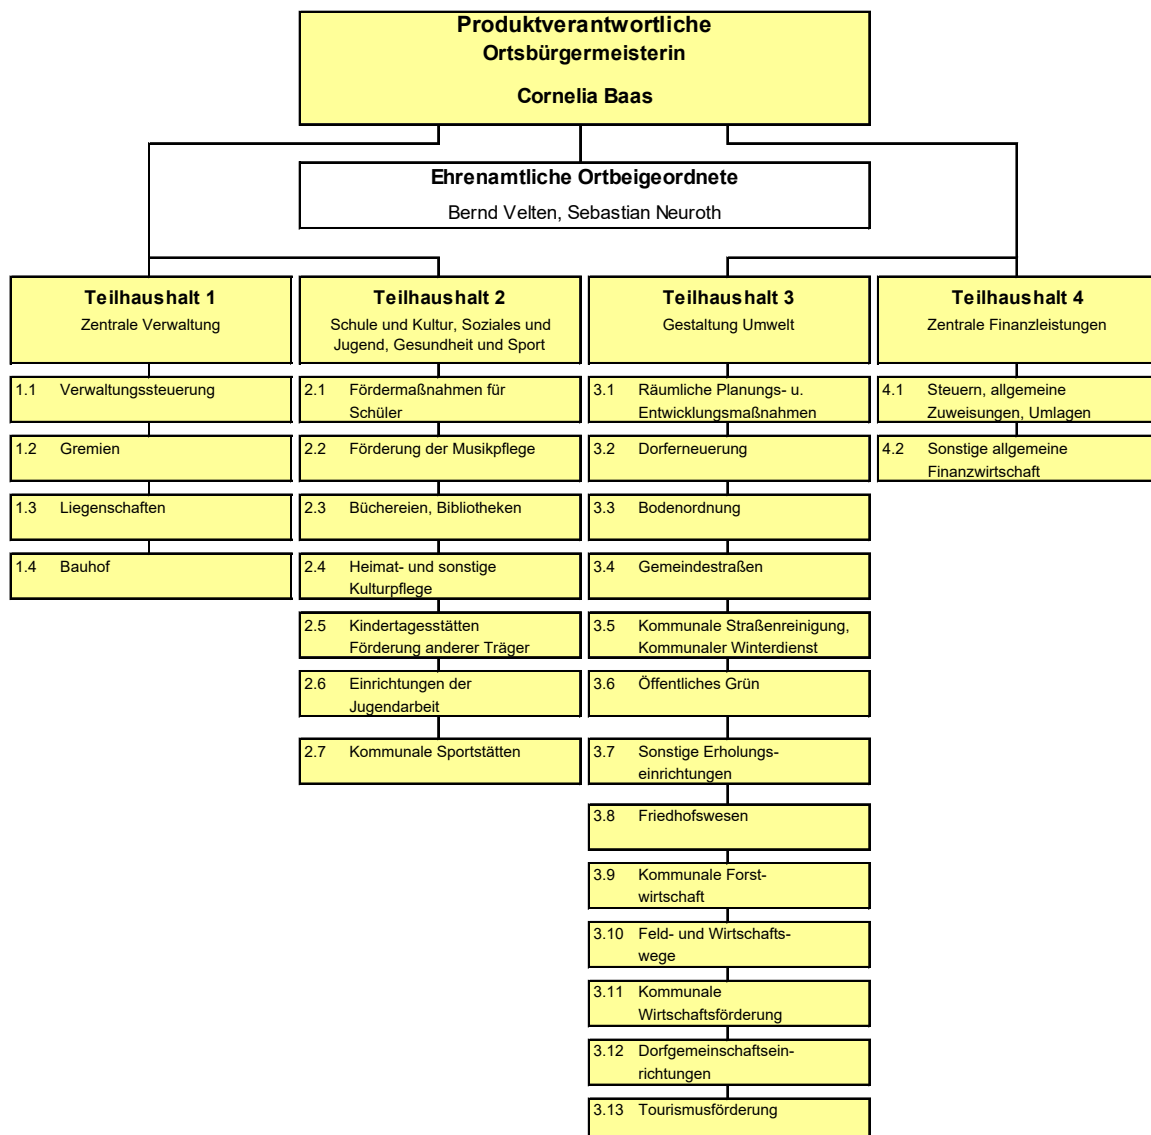 Produktverantwortliche
Ortsbürgermeisterin
Cornelia Baas
Ehrenamtliche Ortbeigeordnete
Bernd Velten, Sebastian Neuroth
Teilhaushalt 1
Zentrale Verwaltung
1.1 Verwaltungssteuerung
1.2 Gremien
1.3 Liegenschaften
1.4 Bauhof
Teilhaushalt 2
Schule und Kultur, Soziales und
Jugend, Gesundheit und Sport
2.1 Fördermaßnahmen für
Schüler
2.2 Förderung der Musikpflege
2.3 Büchereien, Bibliotheken
2.4 Heimat- und sonstige
Kulturpflege
2.5 Kindertagesstätten
Förderung anderer Träger
2.6 Einrichtungen der
Jugendarbeit
2.7 Kommunale Sportstätten
Teilhaushalt 3
Gestaltung Umwelt
3.1 Räumliche Planungs- u.
Entwicklungsmaßnahmen
3.2 Dorferneuerung
3.3 Bodenordnung
3.4 Gemeindestraßen
3.5 Kommunale Straßenreinigung,
Kommunaler Winterdienst
3.6 Öffentliches Grün
3.7 Sonstige Erholungs-
einrichtungen
3.8 Friedhofswesen
3.9 Kommunale Forst-
wirtschaft
3.10 Feld- und Wirtschafts-
wege
3.11 Kommunale
Wirtschaftsförderung
3.12 Dorfgemeinschaftsein-
richtungen
3.13 Tourismusförderung
Teilhaushalt 4
Zentrale Finanzleistungen
4.1 Steuern, allgemeine
Zuweisungen, Umlagen
4.2 Sonstige allgemeine
Finanzwirtschaft